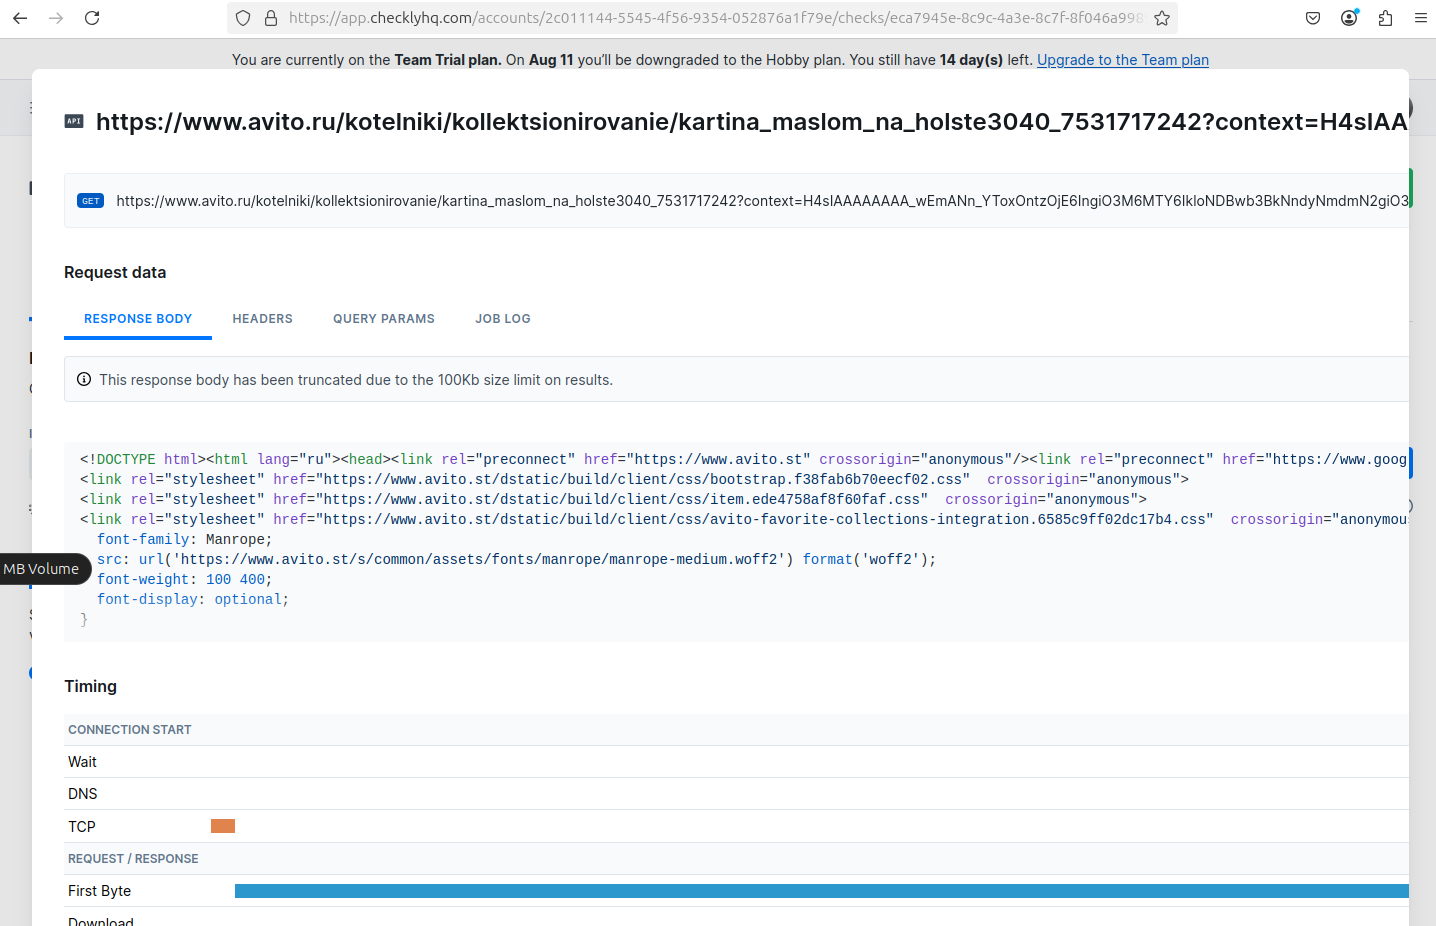 https://app.checklyhq.com/accounts/2c011144-5545-4f56-9354-052876a1f79e/checks/eca7945e-8c9c-4a3e-8c7f-8f046a998
You are currently on the Team Trial plan. On Aug 11 you'll be downgraded to the Hobby plan. You still have 14 day(s) left. Upgrade to the Team plan
API https://www.avito.ru/kotelniki/kollektsionirovanie/kartina_maslom_na_holste3040_7531717242?context=H4sIAA
GET https://www.avito.ru/kotelniki/kollektsionirovanie/kartina_maslom_na_holste3040_7531717242?context=H4sIAAAAAAAA_wEmANn_YToxOntzOjE6IngiO3M6MTY6IkloNDBwb3BkNndyNmdmN2giO3
Request data
RESPONSE BODY HEADERS QUERY PARAMS JOB LOG
This response body has been truncated due to the 100Kb size limit on results.
<!DOCTYPE html><html lang="ru"><head><link rel="preconnect" href="https://www.avito.st" crossorigin="anonymous"/><link rel="preconnect" href="https://www.goog
<link rel="stylesheet" href="https://www.avito.st/dstatic/build/client/css/bootstrap.f38fab6b70eecf02.css"  crossorigin="anonymous">
<link rel="stylesheet" href="https://www.avito.st/dstatic/build/client/css/item.ede4758af8f60faf.css"  crossorigin="anonymous">
<link rel="stylesheet" href="https://www.avito.st/dstatic/build/client/css/avito-favorite-collections-integration.6585c9ff02dc17b4.css"  crossorigin="anonymou
font-family: Manrope;
src: url('https://www.avito.st/s/common/assets/fonts/manrope/manrope-medium.woff2') format('woff2');
MB Volume
font-weight: 100 400;
font-display: optional;
}
Timing
CONNECTION START
Wait
DNS
TCP
REQUEST / RESPONSE
First Byte
Download